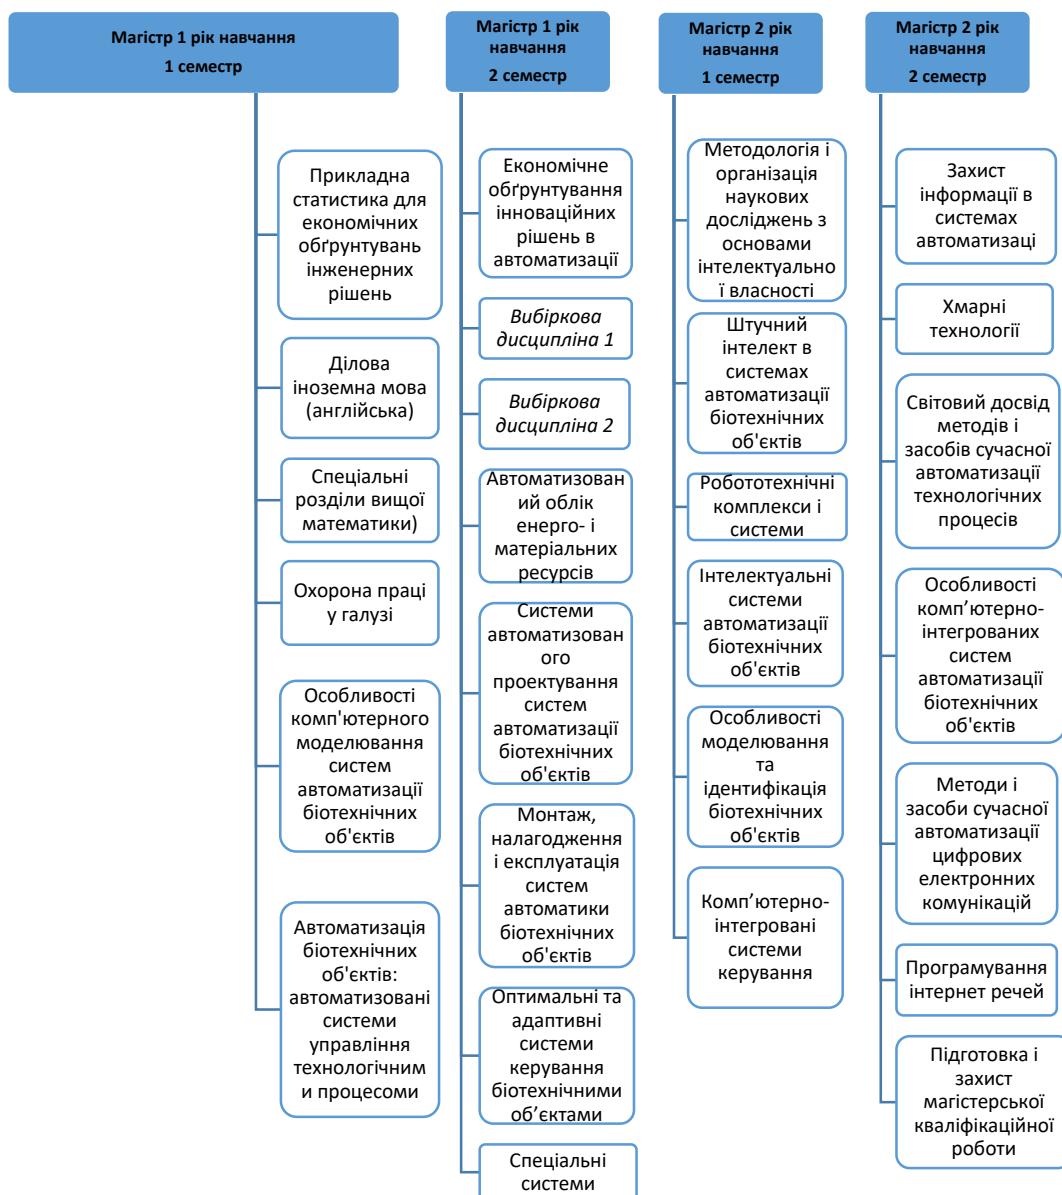 Магістр 1 рік навчання
1 семестр
Прикладна
статистика для
економічних
обґрунтувань
інженерних
рішень
Ділова
іноземна мова
(англійська)
Спеціальні
розділи вищої
математики)
Охорона праці
у галузі
Особливості
комп'ютерного
моделювання
систем
автоматизації
біотехнічних
об'єктів
Автоматизація
біотехнічних
об'єктів:
автоматизовані
системи
управління
технологічним
и процесоми
Магістр 1 рік
навчання
2 семестр
Економічне
обґрунтування
інноваційних
рішень в
автоматизації
Вибіркова
дисципліна 1
Вибіркова
дисципліна 2
Автоматизован
ий облік
енерго- і
матеріальних
ресурсів
Системи
автоматизован
ого
проектування
систем
автоматизації
біотехнічних
об'єктів
Монтаж,
налагодження
і експлуатація
систем
автоматики
біотехнічних
об'єктів
Оптимальні та
адаптивні
системи
керування
біотехнічними
об’єктами
Спеціальні
системи
Магістр 2 рік
навчання
1 семестр
Методологія і
організація
наукових
досліджень з
основами
інтелектуально
ї власності
Штучний
інтелект в
системах
автоматизації
біотехнічних
об'єктів
Робототехнічні
комплекси і
системи
Інтелектуальні
системи
автоматизації
біотехнічних
об'єктів
Особливості
моделювання
та
ідентифікація
біотехнічних
об'єктів
Комп’ютерно-
інтегровані
системи
керування
Магістр 2 рік
навчання
2 семестр
Захист
інформації в
системах
автоматизаці
Хмарні
технології
Світовий досвід
методів і
засобів сучасної
автоматизації
технологічних
процесів
Особливості
комп’ютерно-
інтегрованих
систем
автоматизації
біотехнічних
об'єктів
Методи і
засоби сучасної
автоматизації
цифрових
електронних
комунікацій
Програмування
інтернет речей
Підготовка і
захист
магістерської
кваліфікаційної
роботи